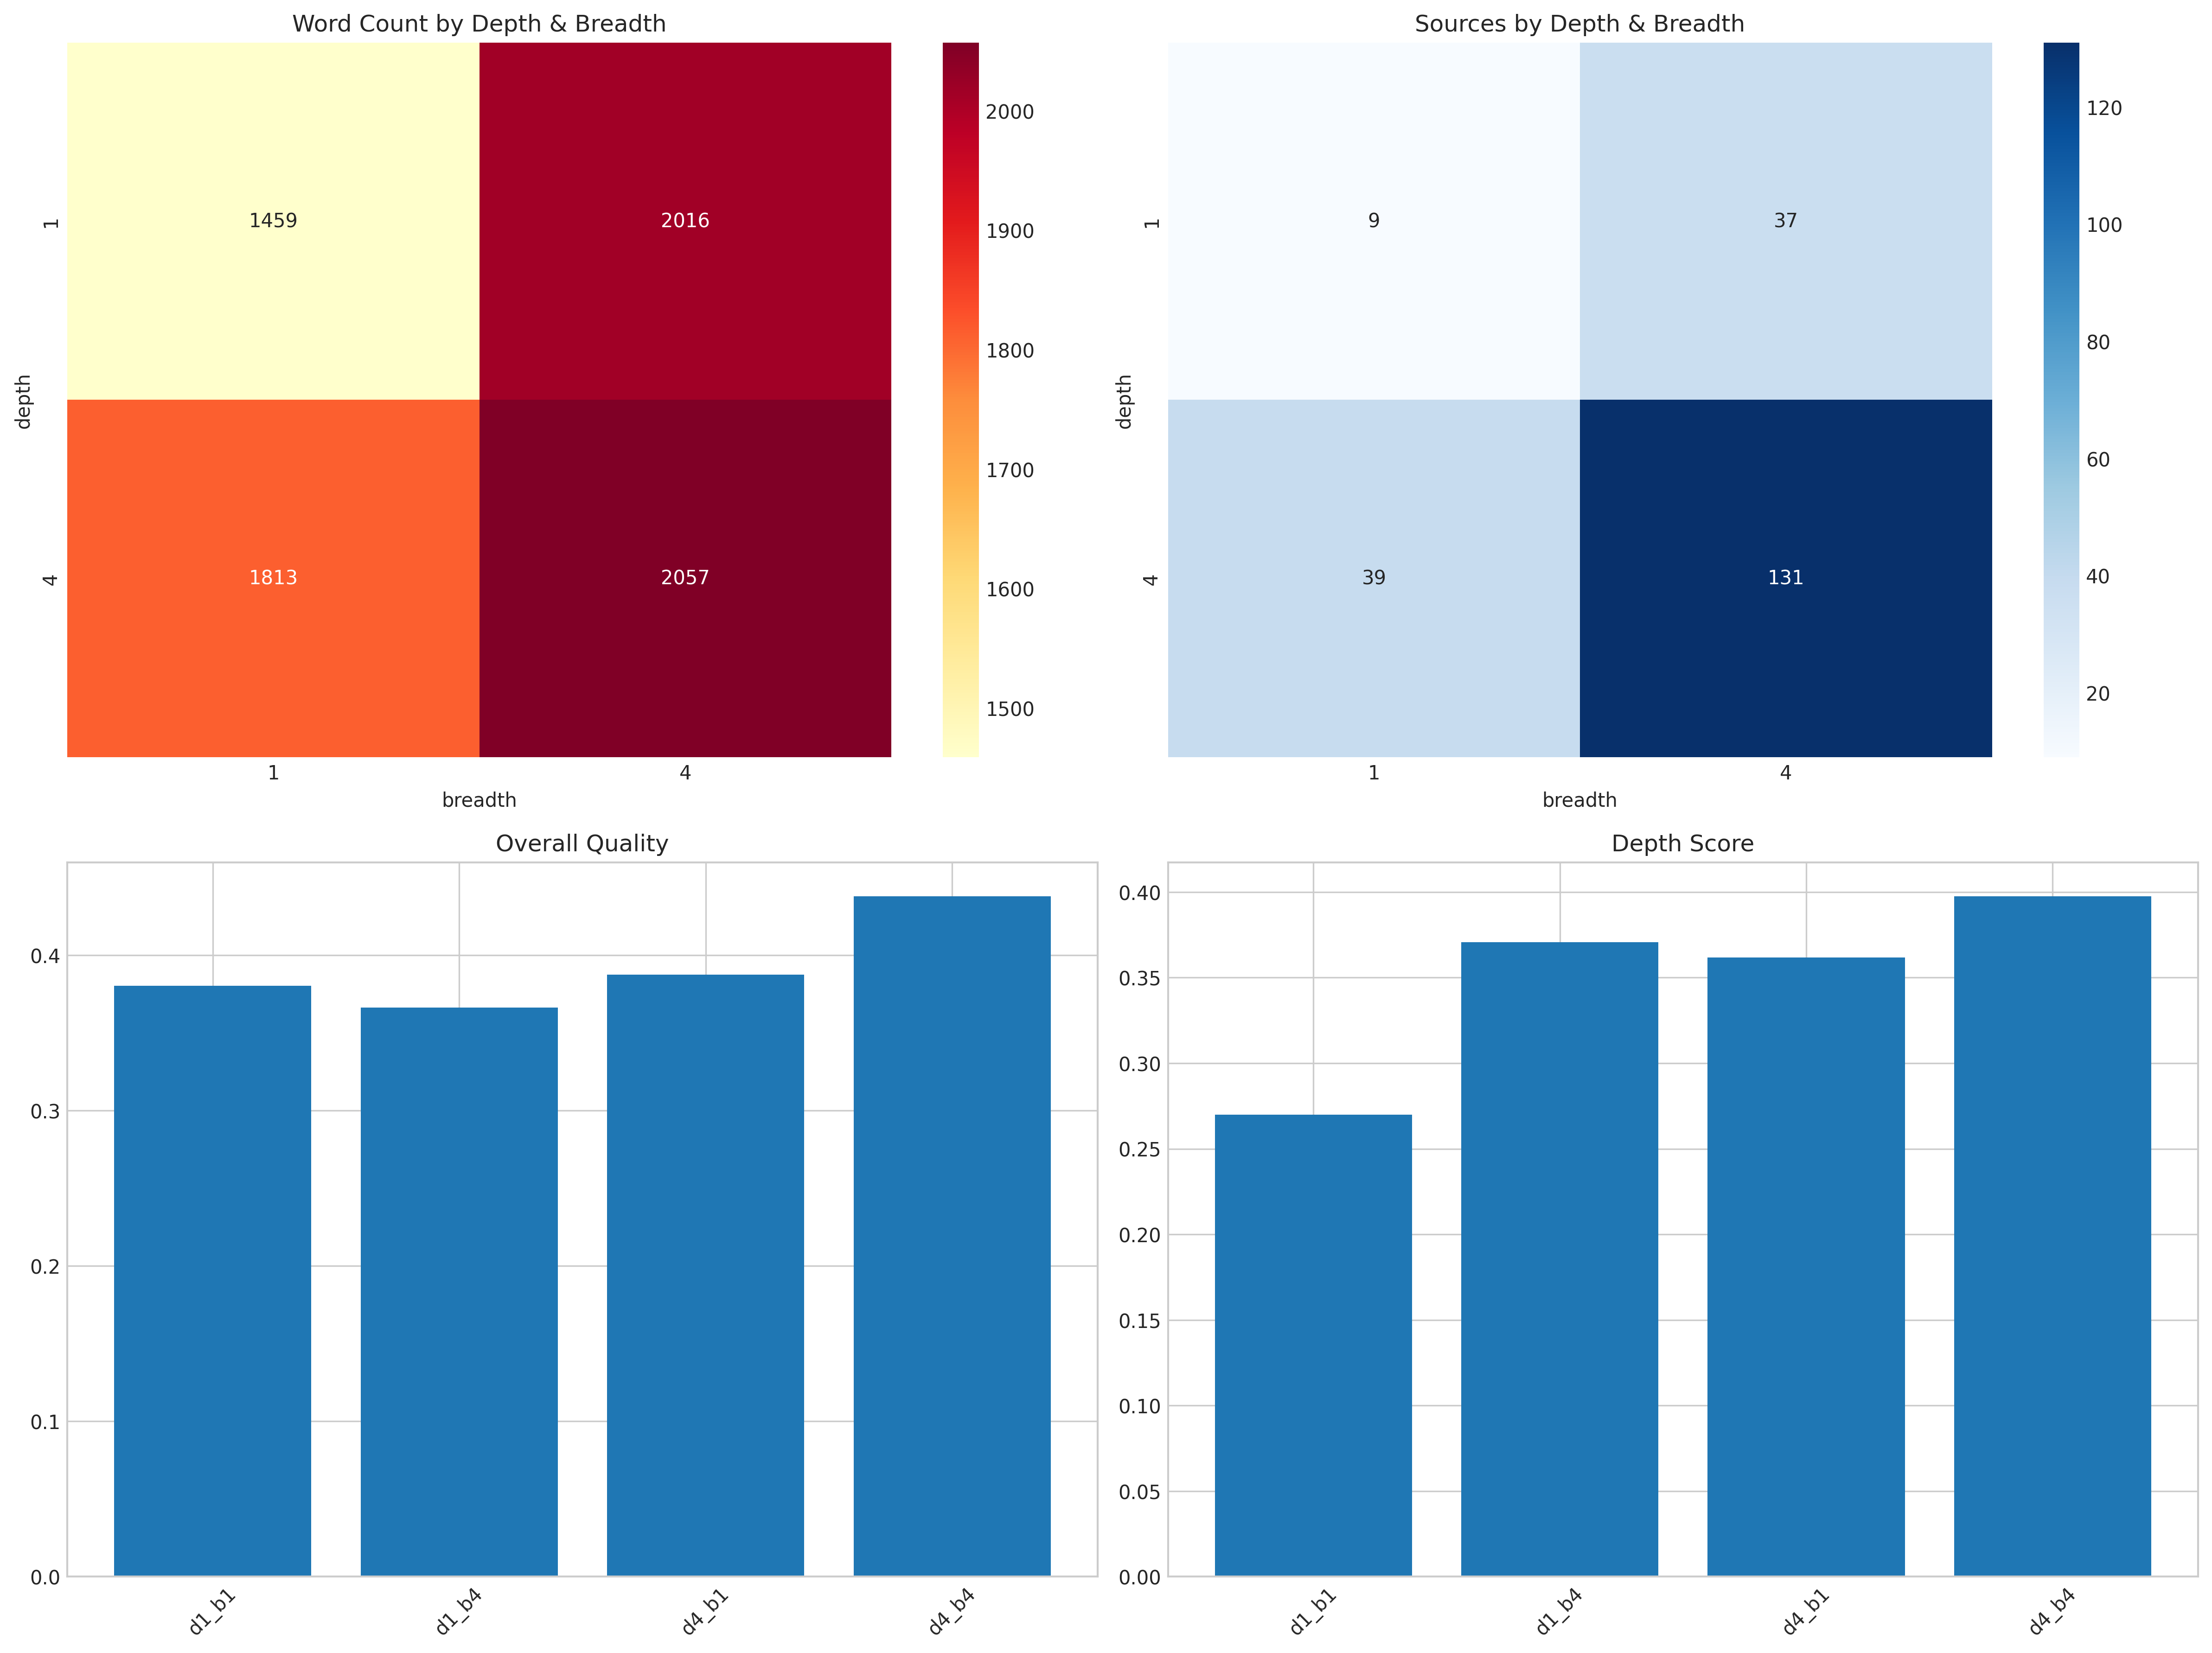 Word Count by Depth & Breadth
1459
2016
1813
2057
1
4
depth
1
4
breadth
2000
1900
1800
1700
1600
1500
Sources by Depth & Breadth
9
37
39
131
1
4
depth
1
4
breadth
120
100
80
60
40
20
Overall Quality
0.4
0.3
0.2
0.1
0.0
d1_b1
d1_b4
d4_b1
d4_b4
Depth Score
0.40
0.35
0.30
0.25
0.20
0.15
0.10
0.05
0.00
d1_b1
d1_b4
d4_b1
d4_b4